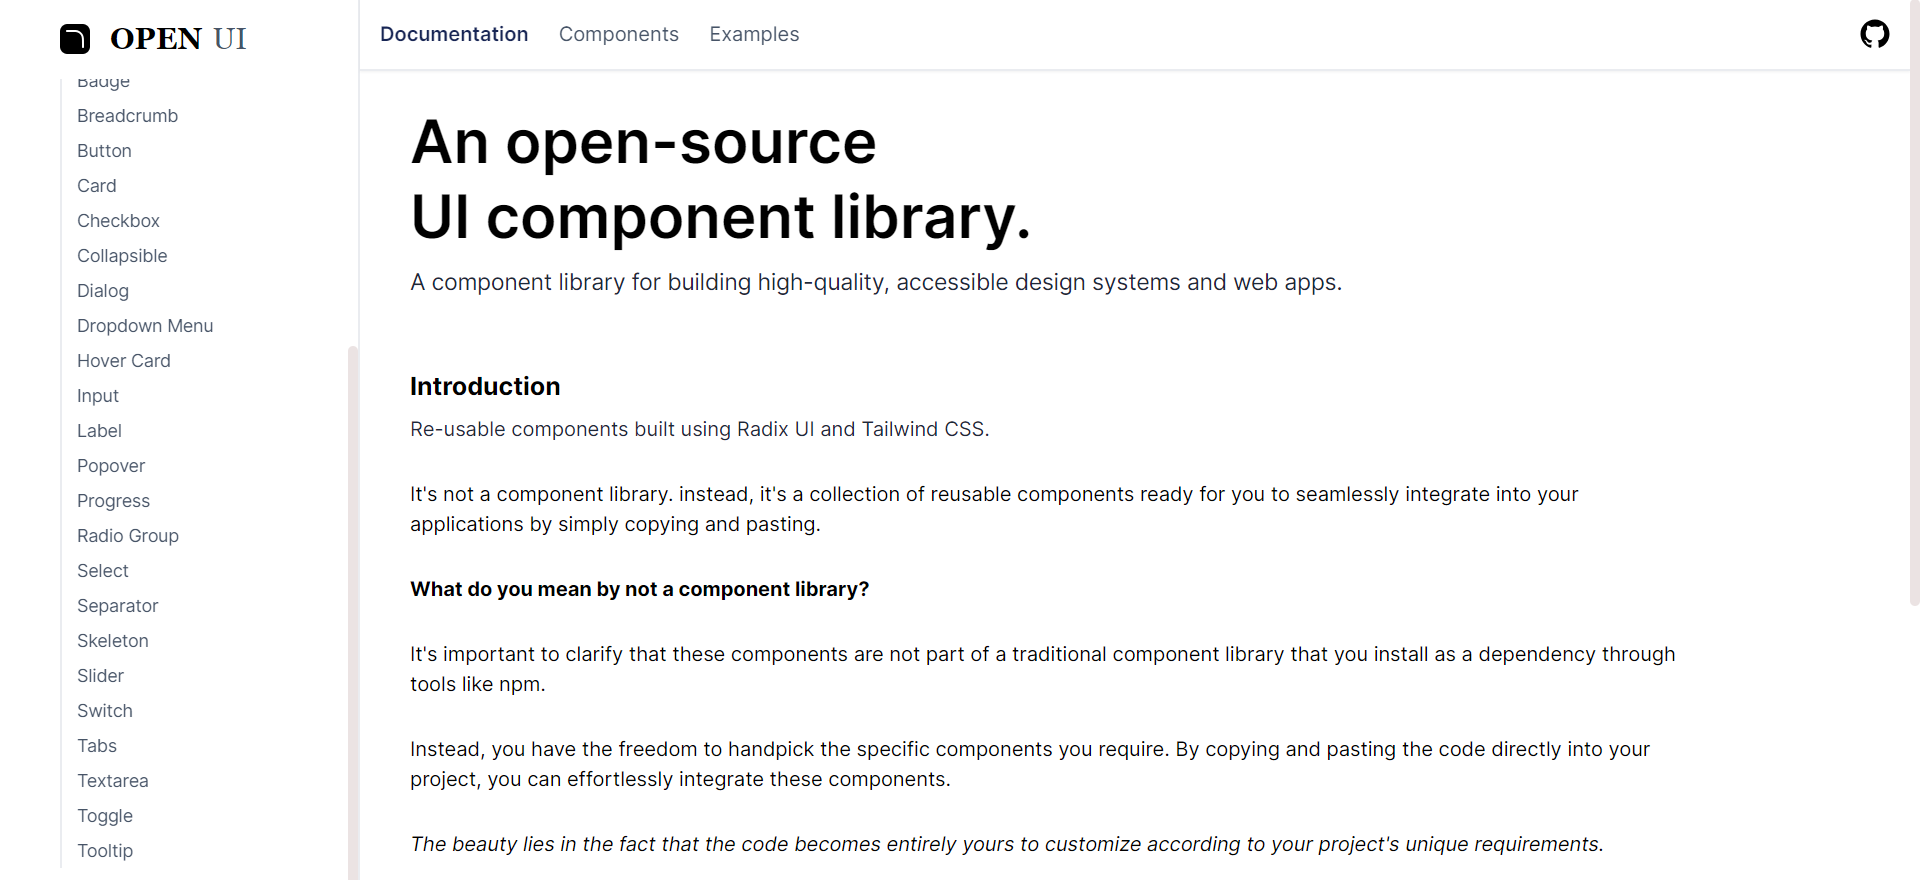 OPEN UI
Badge
Breadcrumb
Button
Card
Checkbox
Collapsible
Dialog
Dropdown Menu
Hover Card
Input
Label
Popover
Progress
Radio Group
Select
Separator
Skeleton
Slider
Switch
Tabs
Textarea
Toggle
Tooltip
Documentation Components Examples
An open-source
UI component library.
A component library for building high-quality, accessible design systems and web apps.
Introduction
Re-usable components built using Radix UI and Tailwind CSS.
It's not a component library. instead, it's a collection of reusable components ready for you to seamlessly integrate into your
applications by simply copying and pasting.
What do you mean by not a component library?
It's important to clarify that these components are not part of a traditional component library that you install as a dependency through
tools like npm.
Instead, you have the freedom to handpick the specific components you require. By copying and pasting the code directly into your
project, you can effortlessly integrate these components.
The beauty lies in the fact that the code becomes entirely yours to customize according to your project's unique requirements.